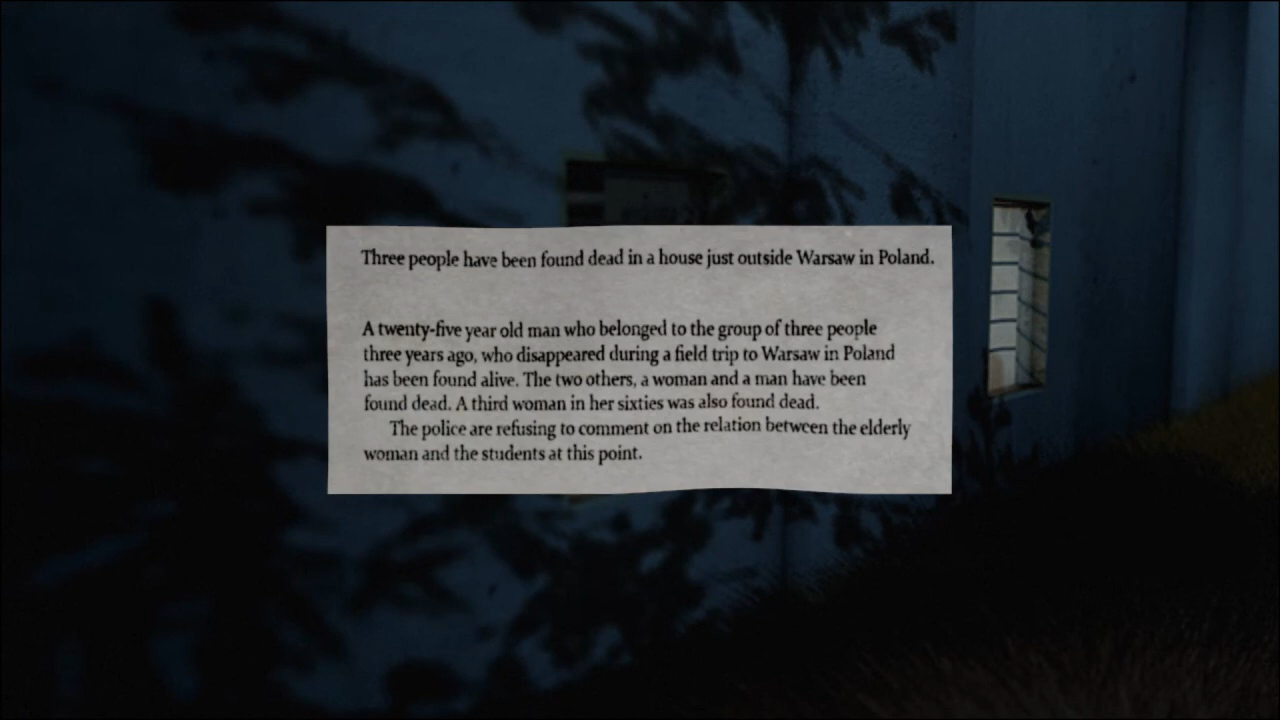 Three people have been found dead in a house just outside Warsaw in Poland.
A twenty-five year old man who belonged to the group of three people
three years ago, who disappeared during a field trip to Warsaw in Poland
has been found alive. The two others, a woman and a man have been
found dead. A third woman in her sixties was also found dead.
The police are refusing to comment on the relation between the elderly
woman and the students at this point.